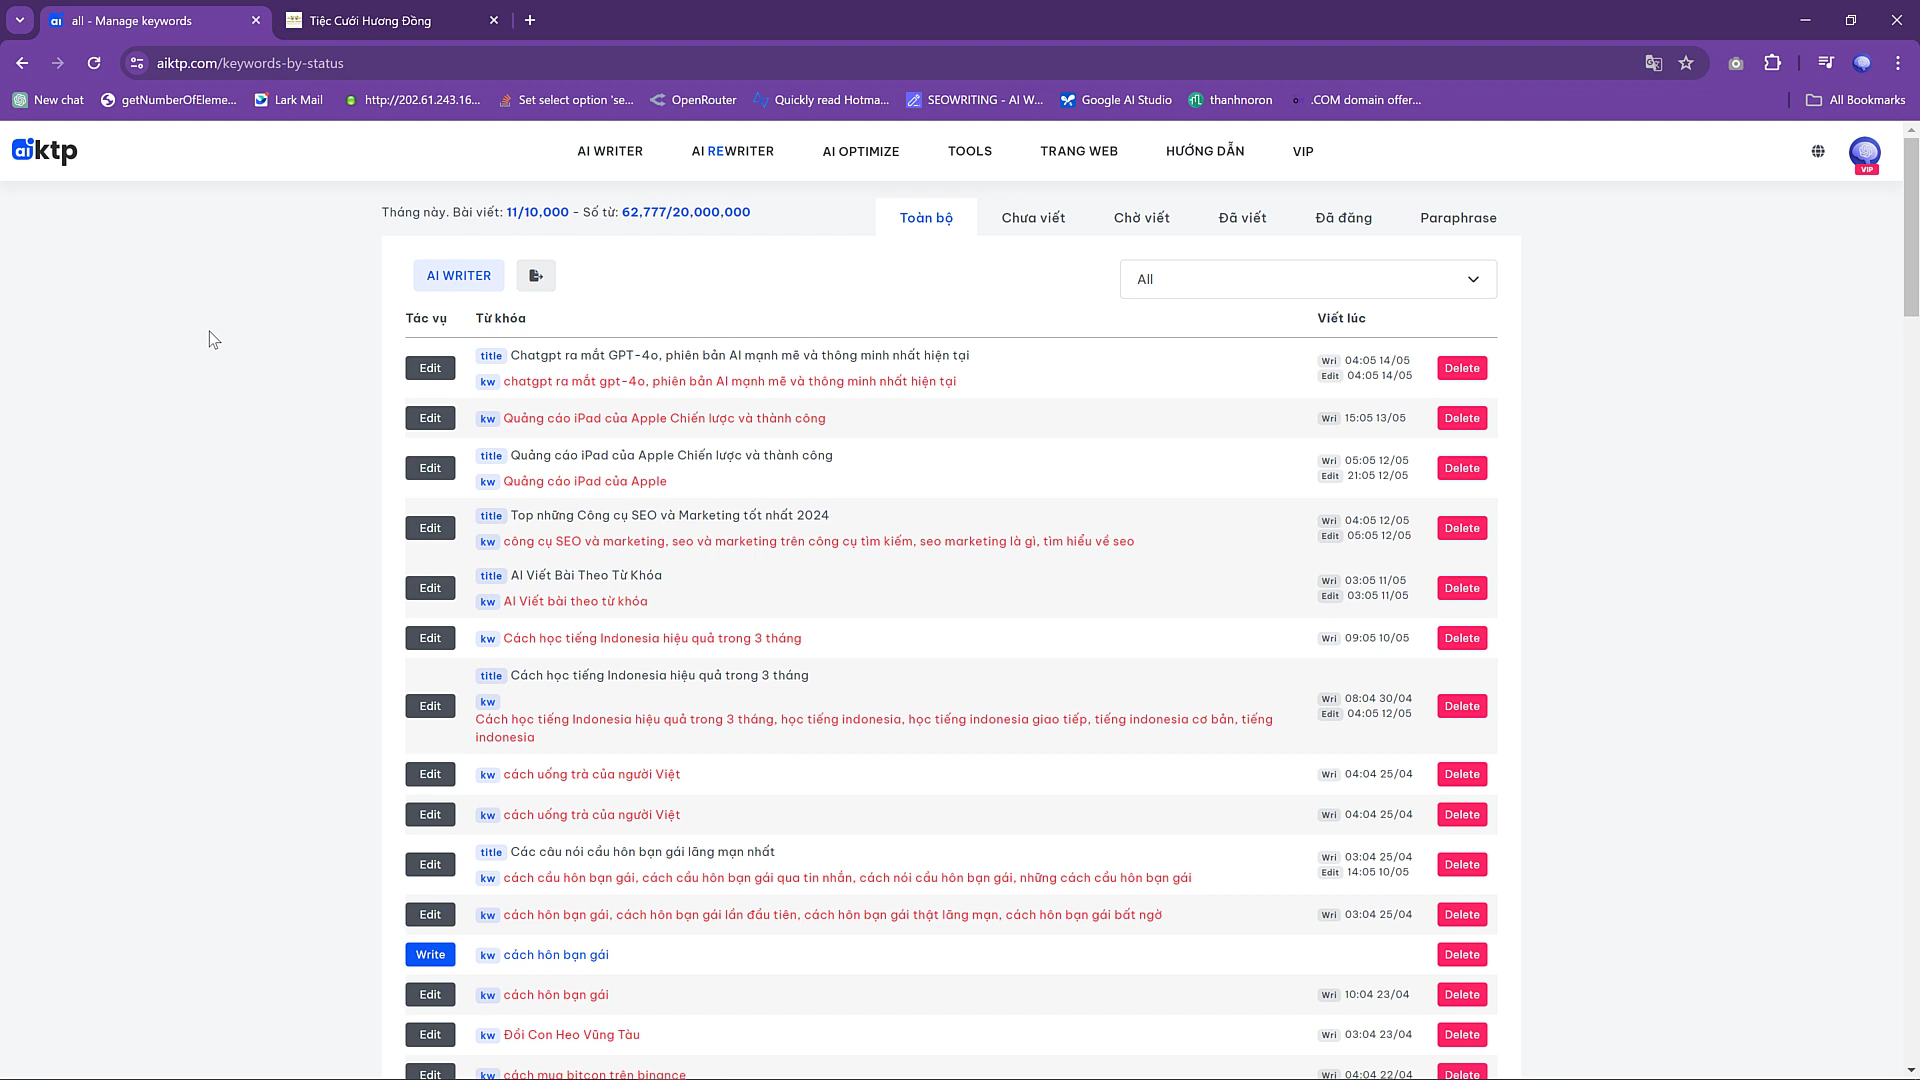 all - Manage keywords
Tiệc Cưới Hương Đồng
aiktp.com/keywords-by-status
New chat
getNumberOfEleme...
Lark Mail
http://202.61.243.16...
Set select option 'se...
OpenRouter
Quickly read Hotma...
SEOWRITING - AI W...
Google AI Studio
thanhnoron
.COM domain offer...
All Bookmarks
aiktp
AI WRITER
AI REWRITER
AI OPTIMIZE
TOOLS
TRANG WEB
HƯỚNG DẪN
VIP
VIP
Tháng này. Bài viết: 11/10,000 - Số từ: 62,777/20,000,000
Toàn bộ
Chưa viết
Chờ viết
Đã viết
Đã đăng
Paraphrase
AI WRITER
All
Tác vụ Từ khóa Viết lúc
title Chatgpt ra mắt GPT-4o, phiên bản AI mạnh mẽ và thông minh nhất hiện tại
kw chatgpt ra mắt gpt-4o, phiên bản AI mạnh mẽ và thông minh nhất hiện tại
Edit
Wri 04:05 14/05
Edit 04:05 14/05
Delete
Edit kw Quảng cáo iPad của Apple Chiến lược và thành công Wri 15:05 13/05 Delete
title Quảng cáo iPad của Apple Chiến lược và thành công
kw Quảng cáo iPad của Apple
Edit
Wri 05:05 12/05
Edit 21:05 12/05
Delete
title Top những Công cụ SEO và Marketing tốt nhất 2024
kw công cụ SEO và marketing, seo và marketing trên công cụ tìm kiếm, seo marketing là gì, tìm hiểu về seo
Edit
Wri 04:05 12/05
Edit 05:05 12/05
Delete
title AI Viết Bài Theo Từ Khóa
kw AI Viết bài theo từ khóa
Edit
Wri 03:05 11/05
Edit 03:05 11/05
Delete
Edit kw Cách học tiếng Indonesia hiệu quả trong 3 tháng Wri 09:05 10/05 Delete
title Cách học tiếng Indonesia hiệu quả trong 3 tháng
kw
Cách học tiếng Indonesia hiệu quả trong 3 tháng, học tiếng indonesia, học tiếng indonesia giao tiếp, tiếng indonesia cơ bản, tiếng
indonesia
Edit
Wri 08:04 30/04
Edit 04:05 12/05
Delete
Edit kw cách uống trà của người Việt Wri 04:04 25/04 Delete
Edit kw cách uống trà của người Việt Wri 04:04 25/04 Delete
title Các câu nói cầu hôn bạn gái lãng mạn nhất
kw cách cầu hôn bạn gái, cách cầu hôn bạn gái qua tin nhắn, cách nói cầu hôn bạn gái, những cách cầu hôn bạn gái
Edit
Wri 03:04 25/04
Edit 14:05 10/05
Delete
Edit kw cách hôn bạn gái, cách hôn bạn gái lần đầu tiên, cách hôn bạn gái thật lãng mạn, cách hôn bạn gái bất ngờ Wri 03:04 25/04 Delete
Write kw cách hôn bạn gái Delete
Edit kw cách hôn bạn gái Wri 10:04 23/04 Delete
Edit kw Đồi Con Heo Vũng Tàu Wri 03:04 23/04 Delete
Edit kw cách mua bitcon trên binance Wri 04:04 22/04 Delete